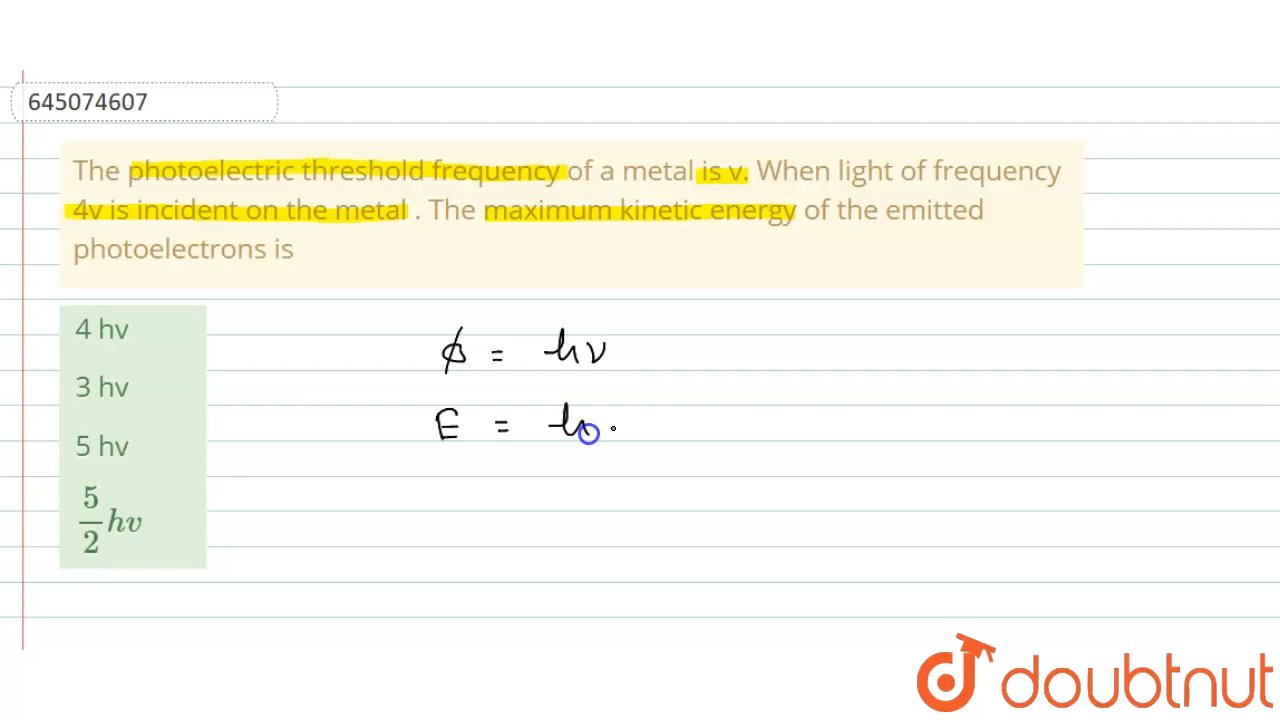 645074607
The photoelectric threshold frequency of a metal is v. When light of frequency
4v is incident on the metal . The maximum kinetic energy of the emitted
photoelectrons is
4 hv
3 hv
5 hv
5/2 hv
ϕ = hν
E = h
doubtnut